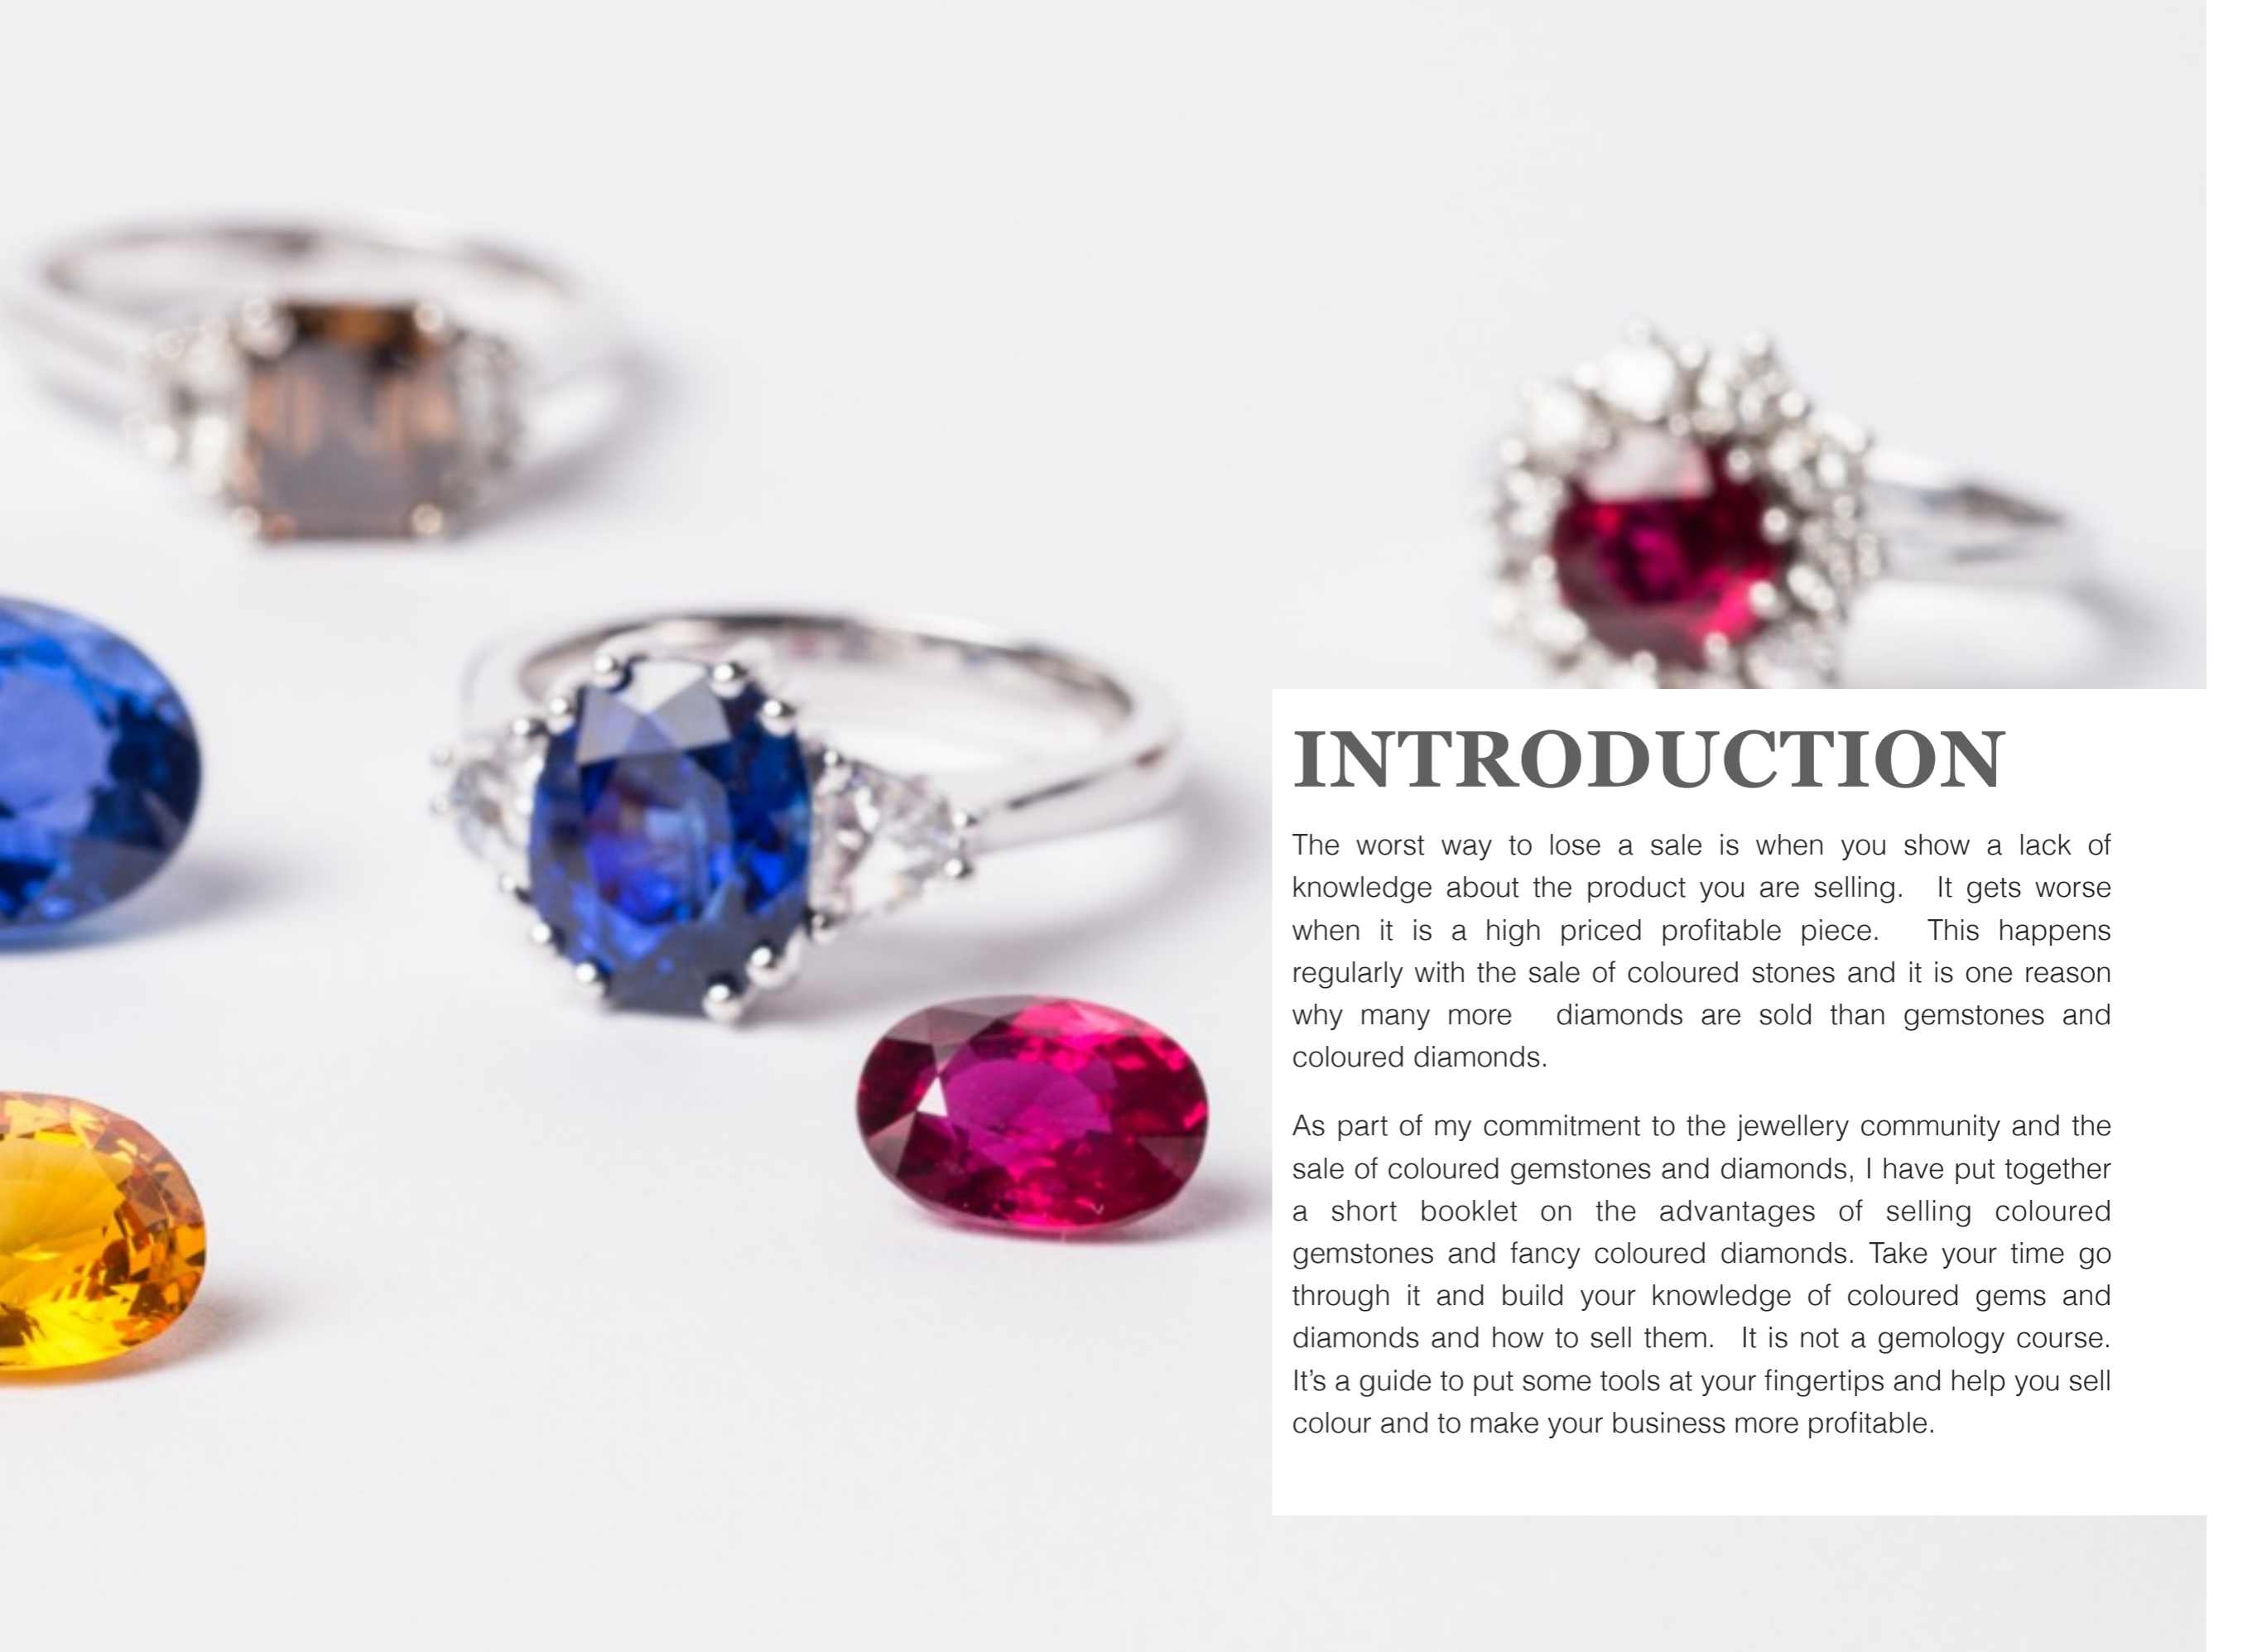 INTRODUCTION
The worst way to lose a sale is when you show a lack of
knowledge about the product you are selling. It gets worse
when it is a high priced profitable piece. This happens
regularly with the sale of coloured stones and it is one reason
why many more diamonds are sold than gemstones and
coloured diamonds.
As part of my commitment to the jewellery community and the
sale of coloured gemstones and diamonds, I have put together
a short booklet on the advantages of selling coloured
gemstones and fancy coloured diamonds. Take your time go
through it and build your knowledge of coloured gems and
diamonds and how to sell them. It is not a gemology course.
It’s a guide to put some tools at your fingertips and help you sell
colour and to make your business more profitable.